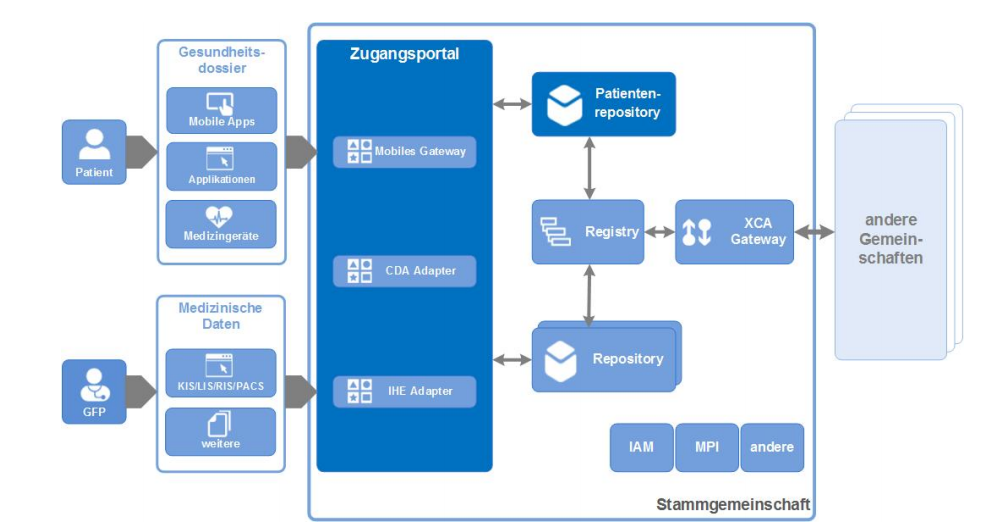 Patient
Gesundheits-
dossier
Mobile Apps
Applikationen
Medizingeräte
GFP
Medizinische
Daten
KIS/LIS/RIS/PACS
weitere
Zugangsportal
Mobiles Gateway
CDA Adapter
IHE Adapter
Patienten-
repository
Registry
XCA
Gateway
Repository
IAM
MPI
andere
Stammgemeinschaft
andere
Gemein-
schaften